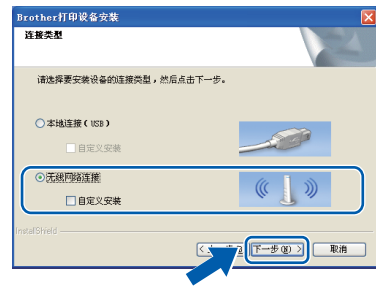 Brother打印设备安装
连接类型
请选择要安装设备的连接类型，然后点击下一步。
本地连接(USB)
自定义安装
无线网络连接
自定义安装
InstallShield
下一步(N) > 取消